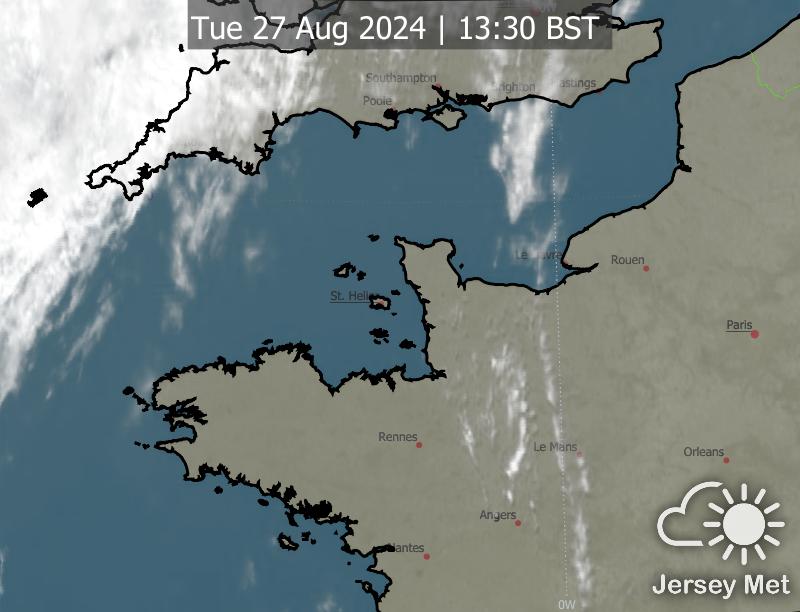 Tue 27 Aug 2024 | 13:30 BST
Southampton
Brighton
Hastings
Poole
Le Havre
Rouen
St. Helier
Paris
Rennes
Le Mans
Orleans
Angers
Nantes
Jersey Met
0W